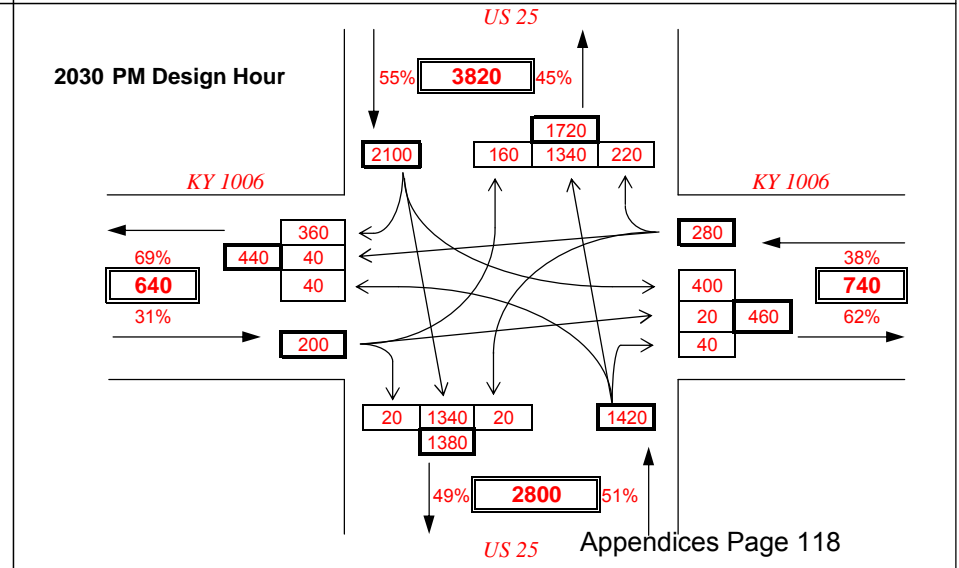 US 25
2030 PM Design Hour
55% 3820 45%
1720
2100 160 1340 220
KY 1006 KY 1006
360 280
69% 440 40 38%
640 40 400 740
31% 20 460 62%
200 40
20 1340 20 1420
1380
49% 2800 51%
US 25 Appendices Page 118